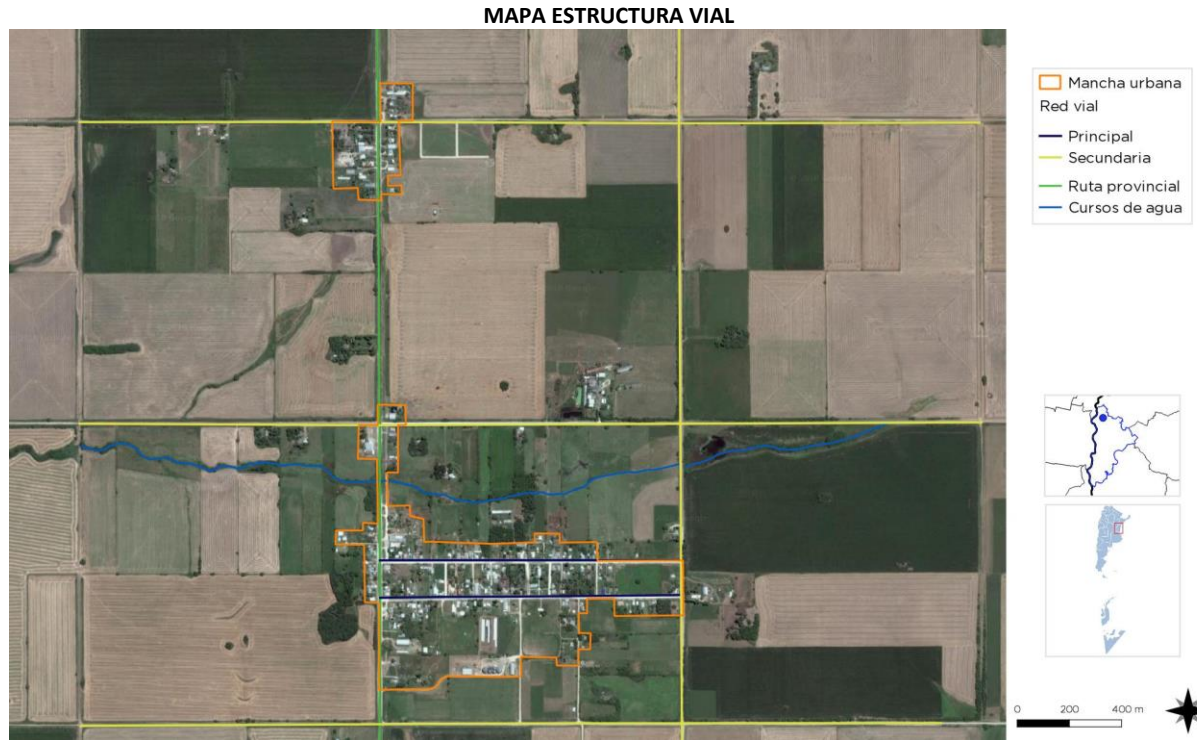 MAPA ESTRUCTURA VIAL
Mancha urbana
Red vial
Principal
Secundaria
Ruta provincial
Cursos de agua
0 200 400 m